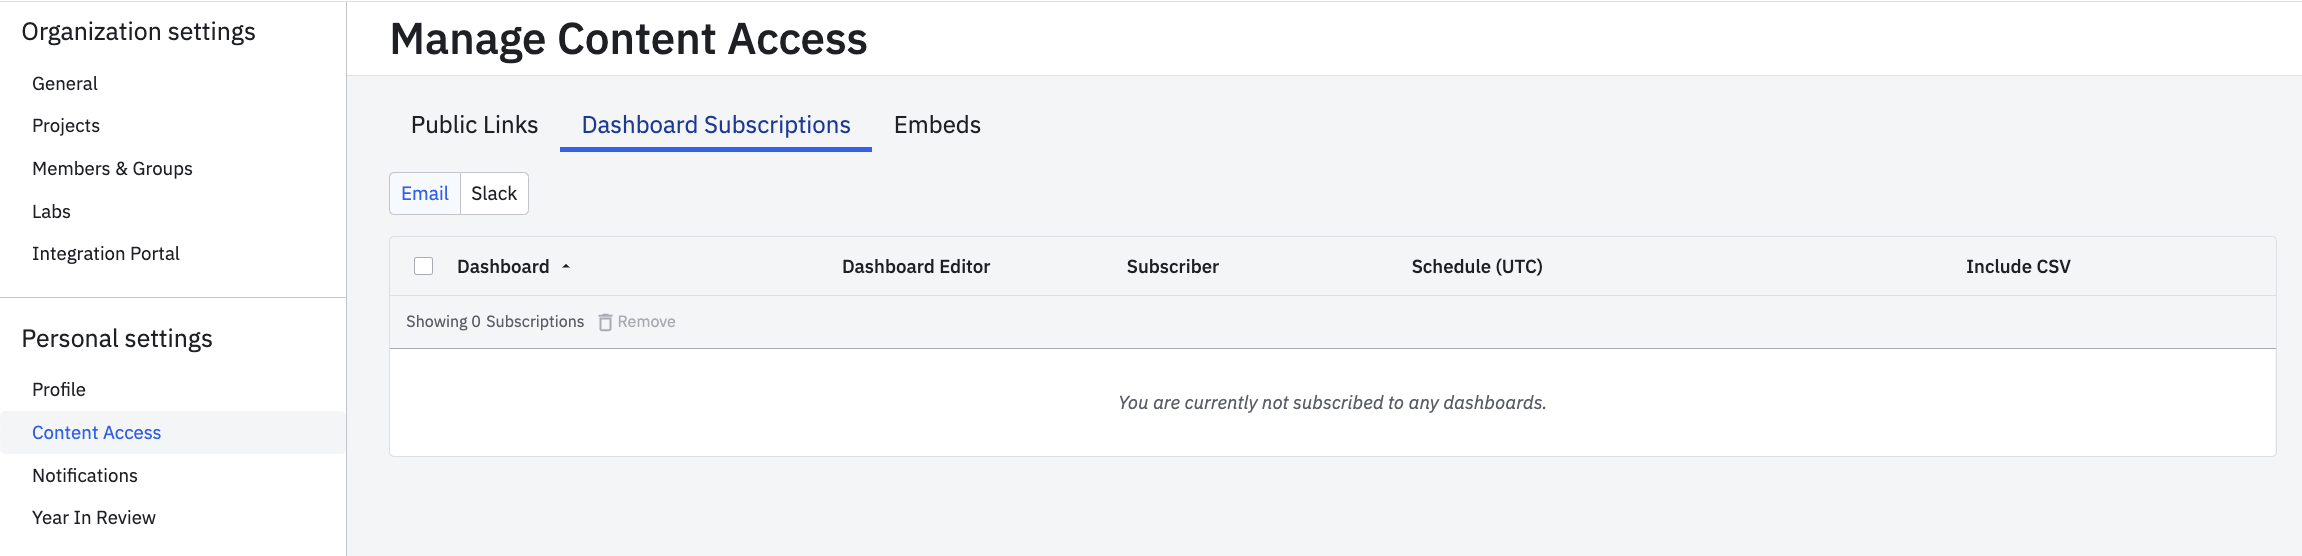 Organization settings
General
Projects
Members & Groups
Labs
Integration Portal
Personal settings
Profile
Content Access
Notifications
Year In Review
Manage Content Access
Public Links Dashboard Subscriptions Embeds
Email Slack
Dashboard Dashboard Editor Subscriber Schedule (UTC) Include CSV
Showing 0 Subscriptions Remove
You are currently not subscribed to any dashboards.